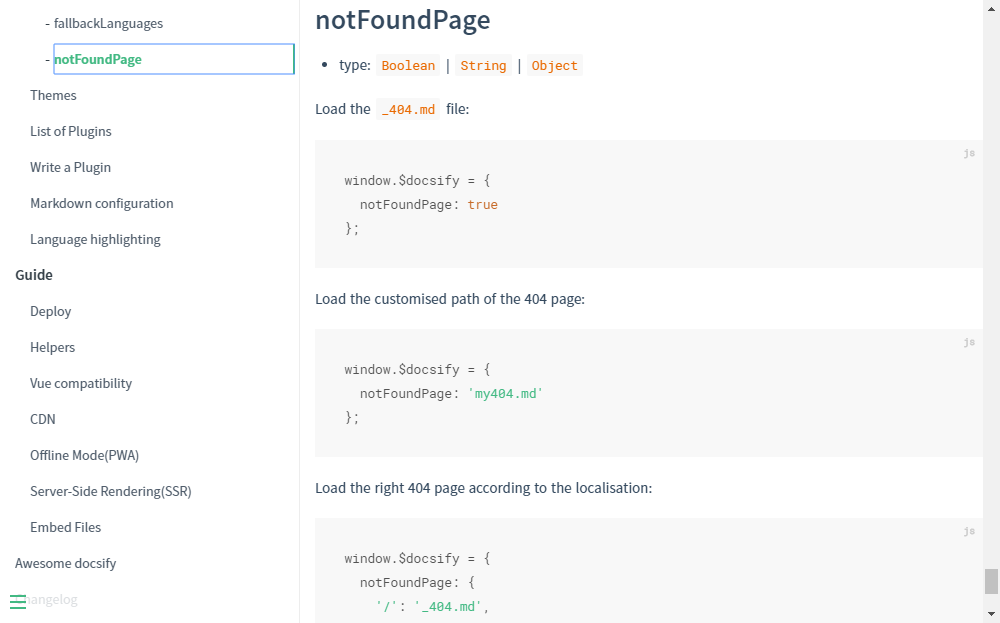 - fallbackLanguages
- notFoundPage
Themes
List of Plugins
Write a Plugin
Markdown configuration
Language highlighting
Guide
Deploy
Helpers
Vue compatibility
CDN
Offline Mode(PWA)
Server-Side Rendering(SSR)
Embed Files
Awesome docsify
Changelog
notFoundPage
• type: Boolean | String | Object
Load the _404.md file:
js
window.$docsify = {
  notFoundPage: true
};
Load the customised path of the 404 page:
js
window.$docsify = {
  notFoundPage: 'my404.md'
};
Load the right 404 page according to the localisation:
js
window.$docsify = {
  notFoundPage: {
    '/': '_404.md',